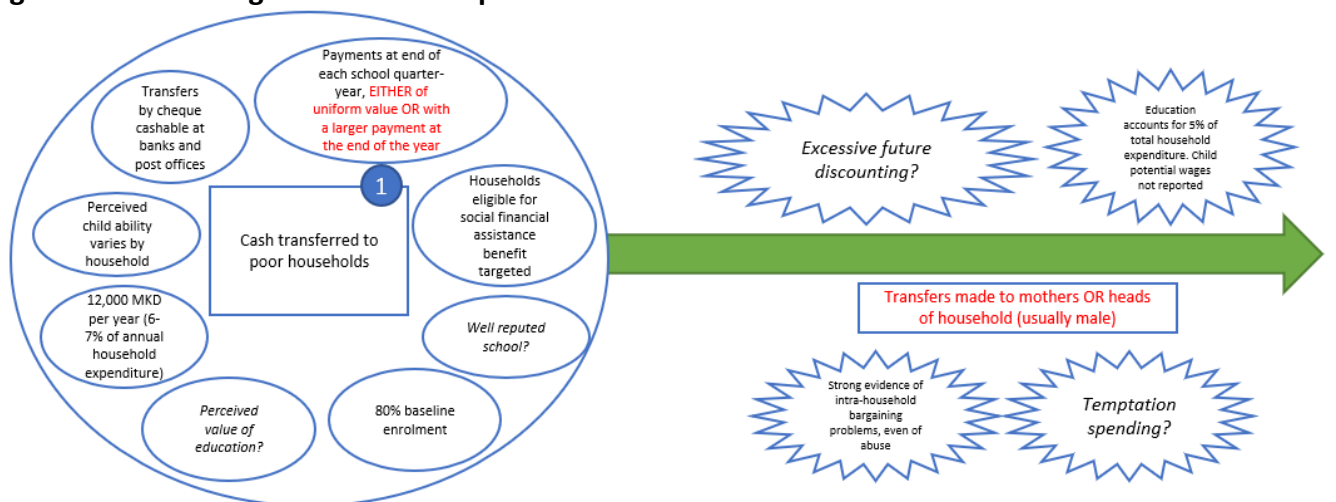 Payments at end of
each school quarter-
year, EITHER of
uniform value OR with
a larger payment at
the end of the year
Transfers
by cheque
cashable at
banks and
post offices
1
Households
eligible for
social financial
assistance
benefit
targeted
Perceived
child ability
varies by
household
Cash transferred to
poor households
12,000 MKD
per year (6-
7% of annual
household
expenditure)
Well reputed
school?
Perceived
value of
education?
80% baseline
enrolment
Excessive future
discounting?
Education
accounts for 5% of
total household
expenditure. Child
potential wages
not reported
Transfers made to mothers OR heads
of household (usually male)
Strong evidence of
intra-household
bargaining
problems, even of
abuse
Temptation
spending?